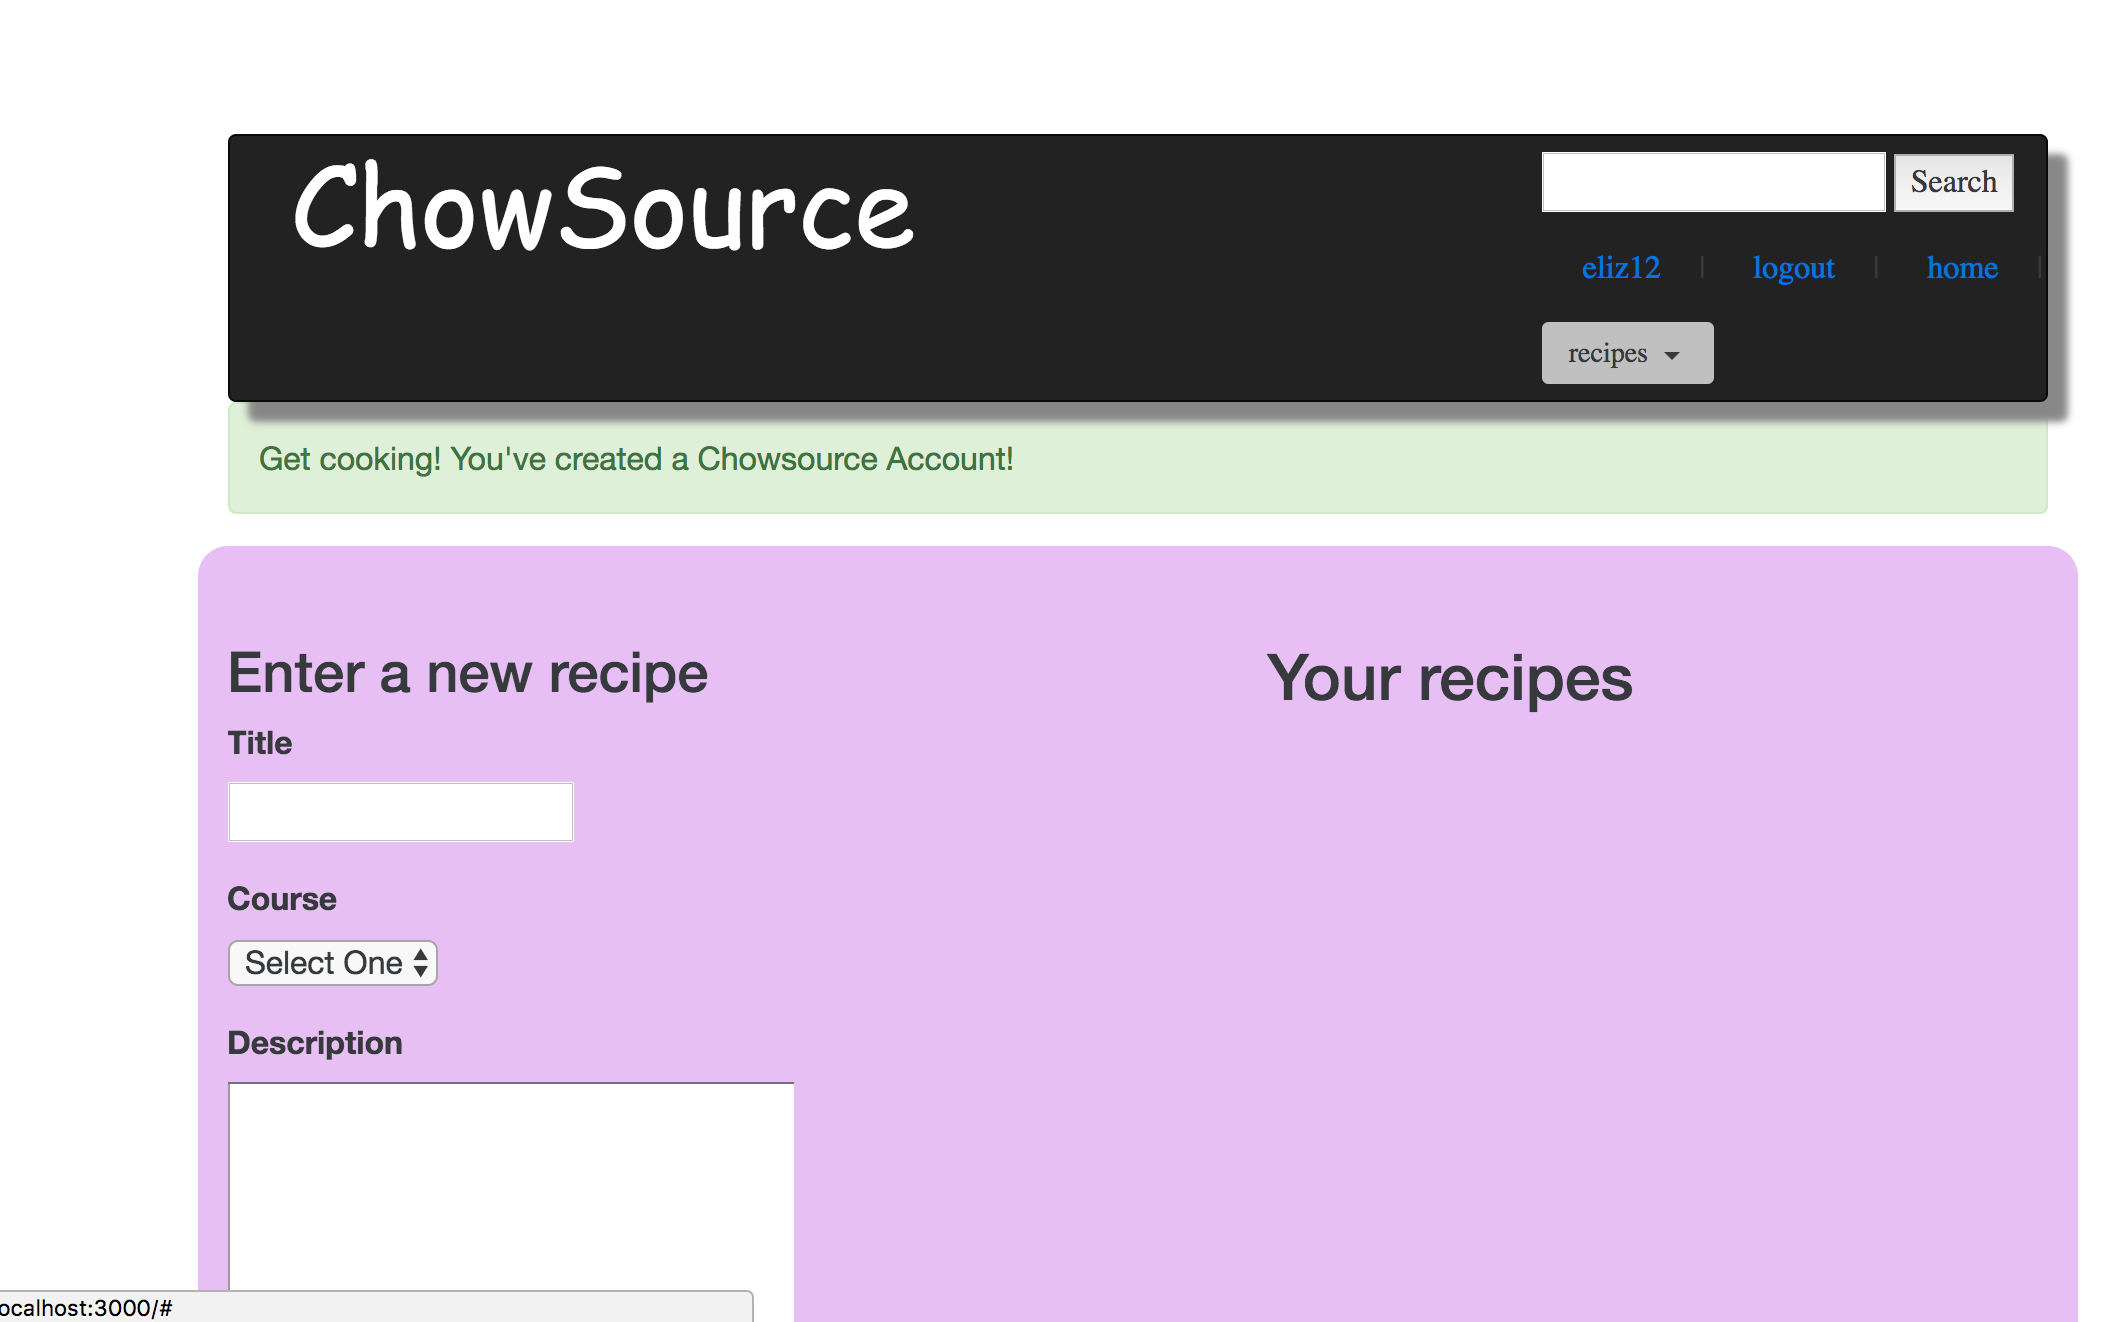 ChowSource
Search
eliz12 | logout | home |
recipes
Get cooking! You've created a Chowsource Account!
Enter a new recipe
Your recipes
Title
Course
Select One
Description
ocalhost:3000/#